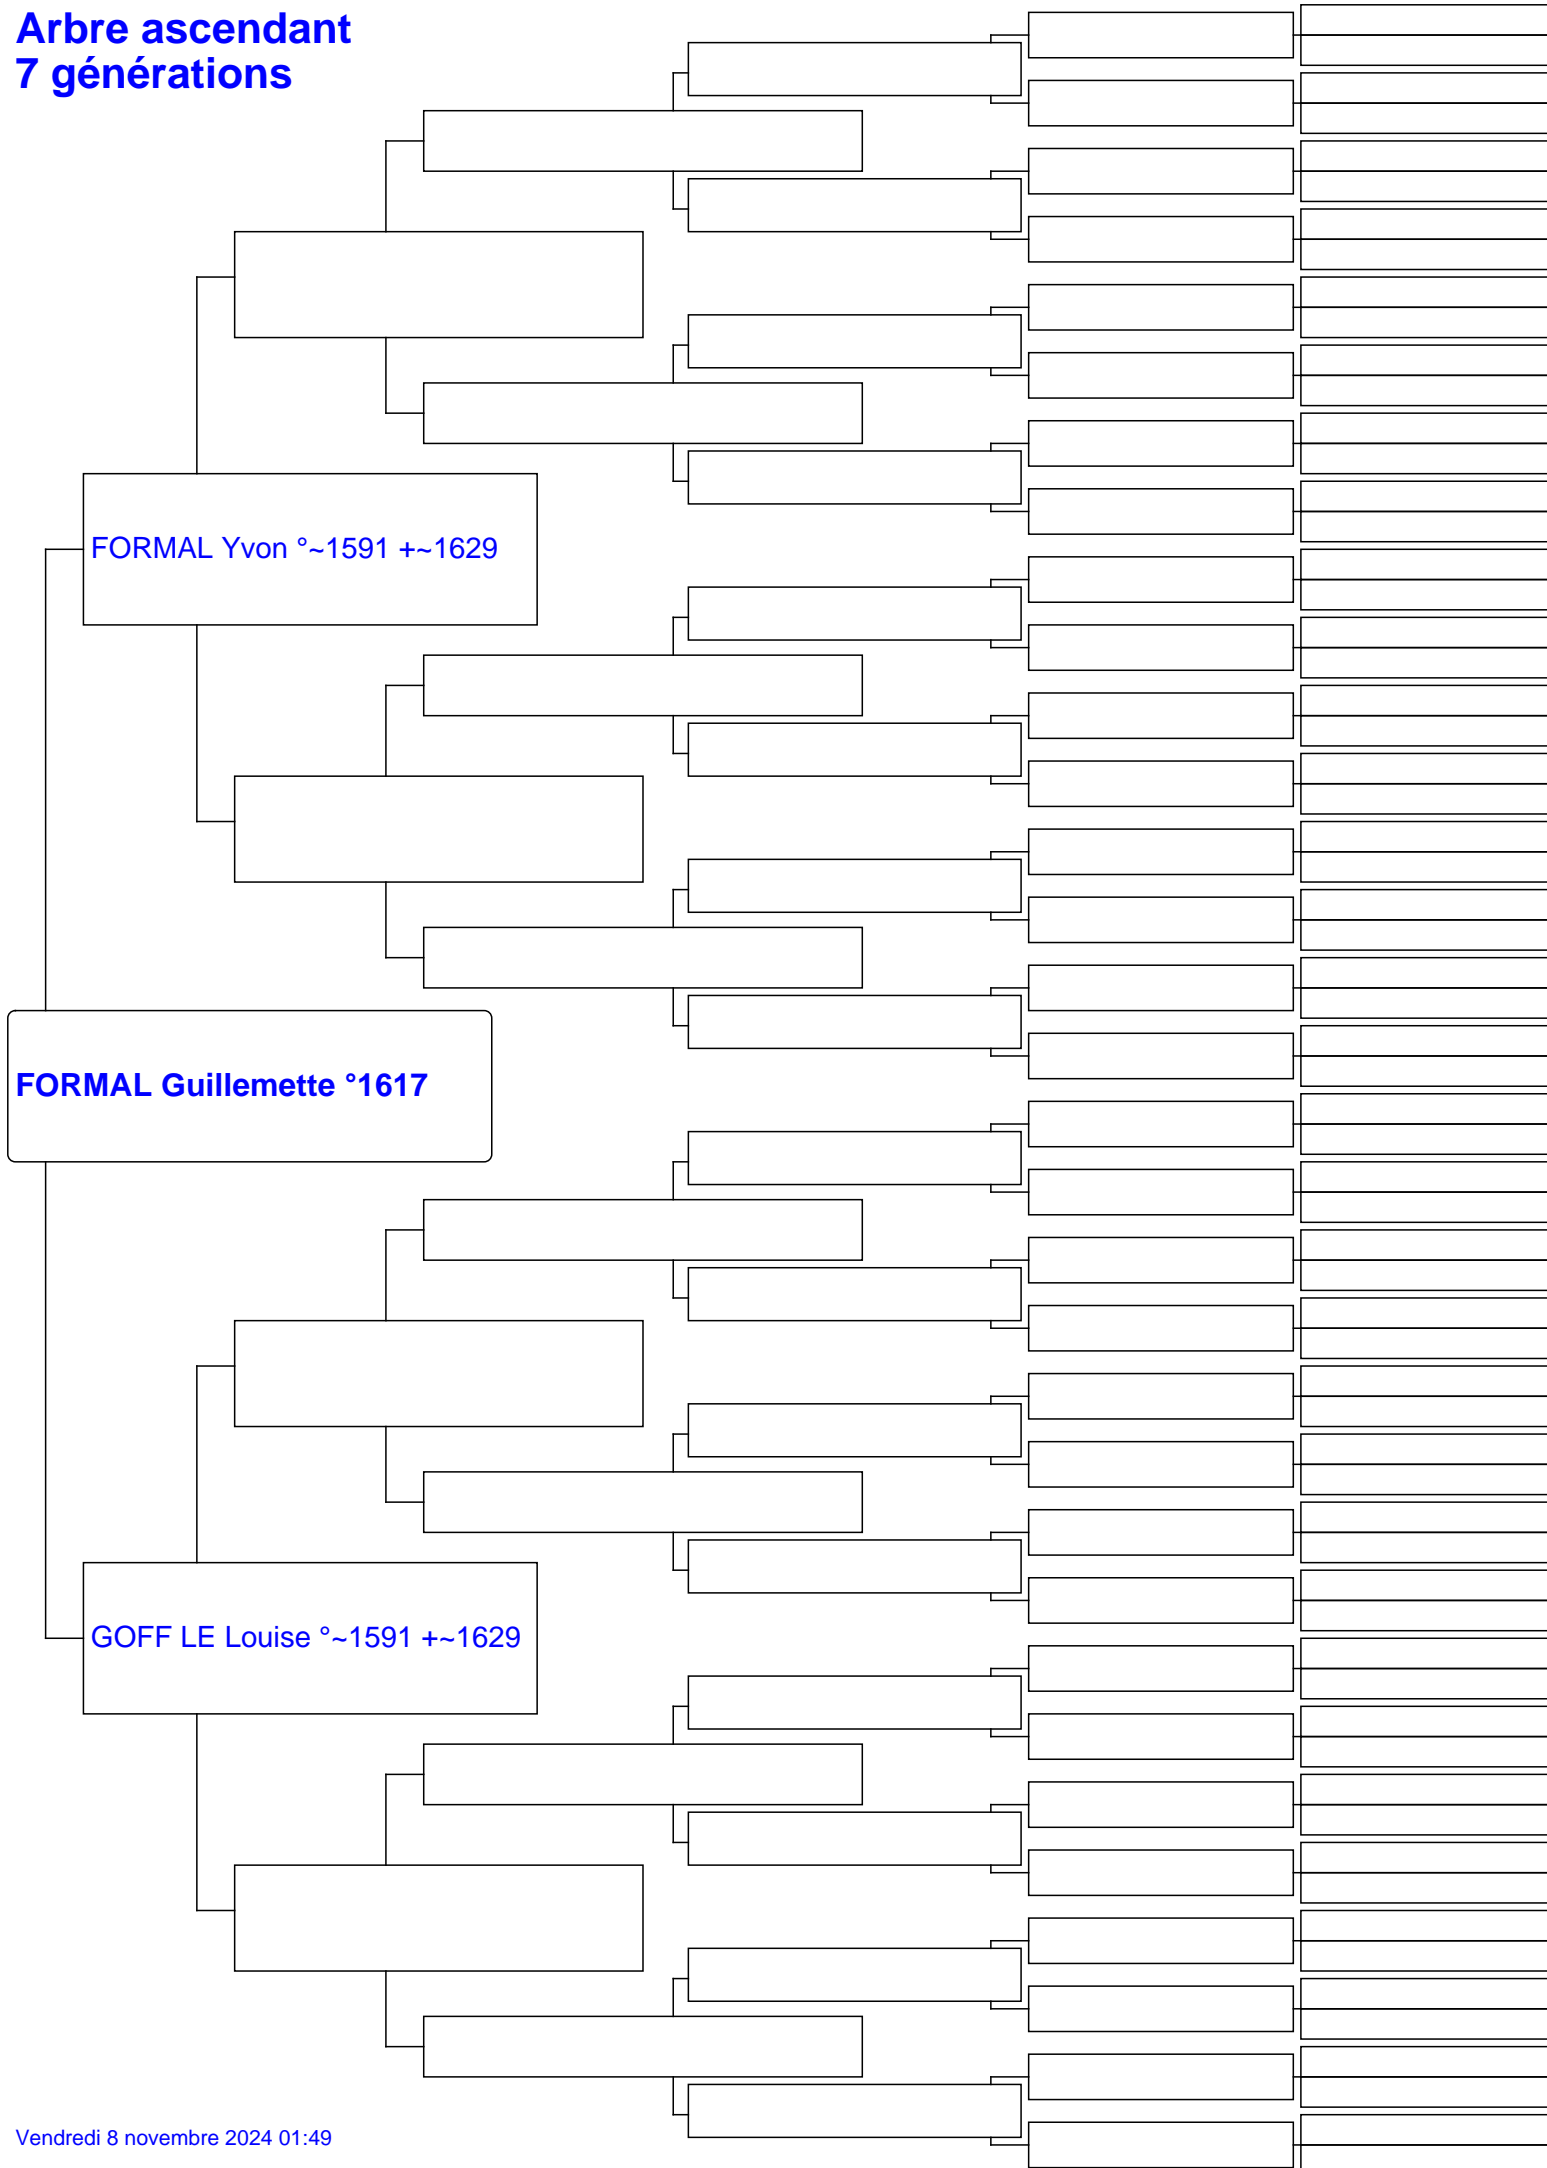 Arbre ascendant
7 générations
FORMAL Yvon °~1591 +~1629
FORMAL Guillemette °1617
GOFF LE Louise °~1591 +~1629
Vendredi 8 novembre 2024 01:49